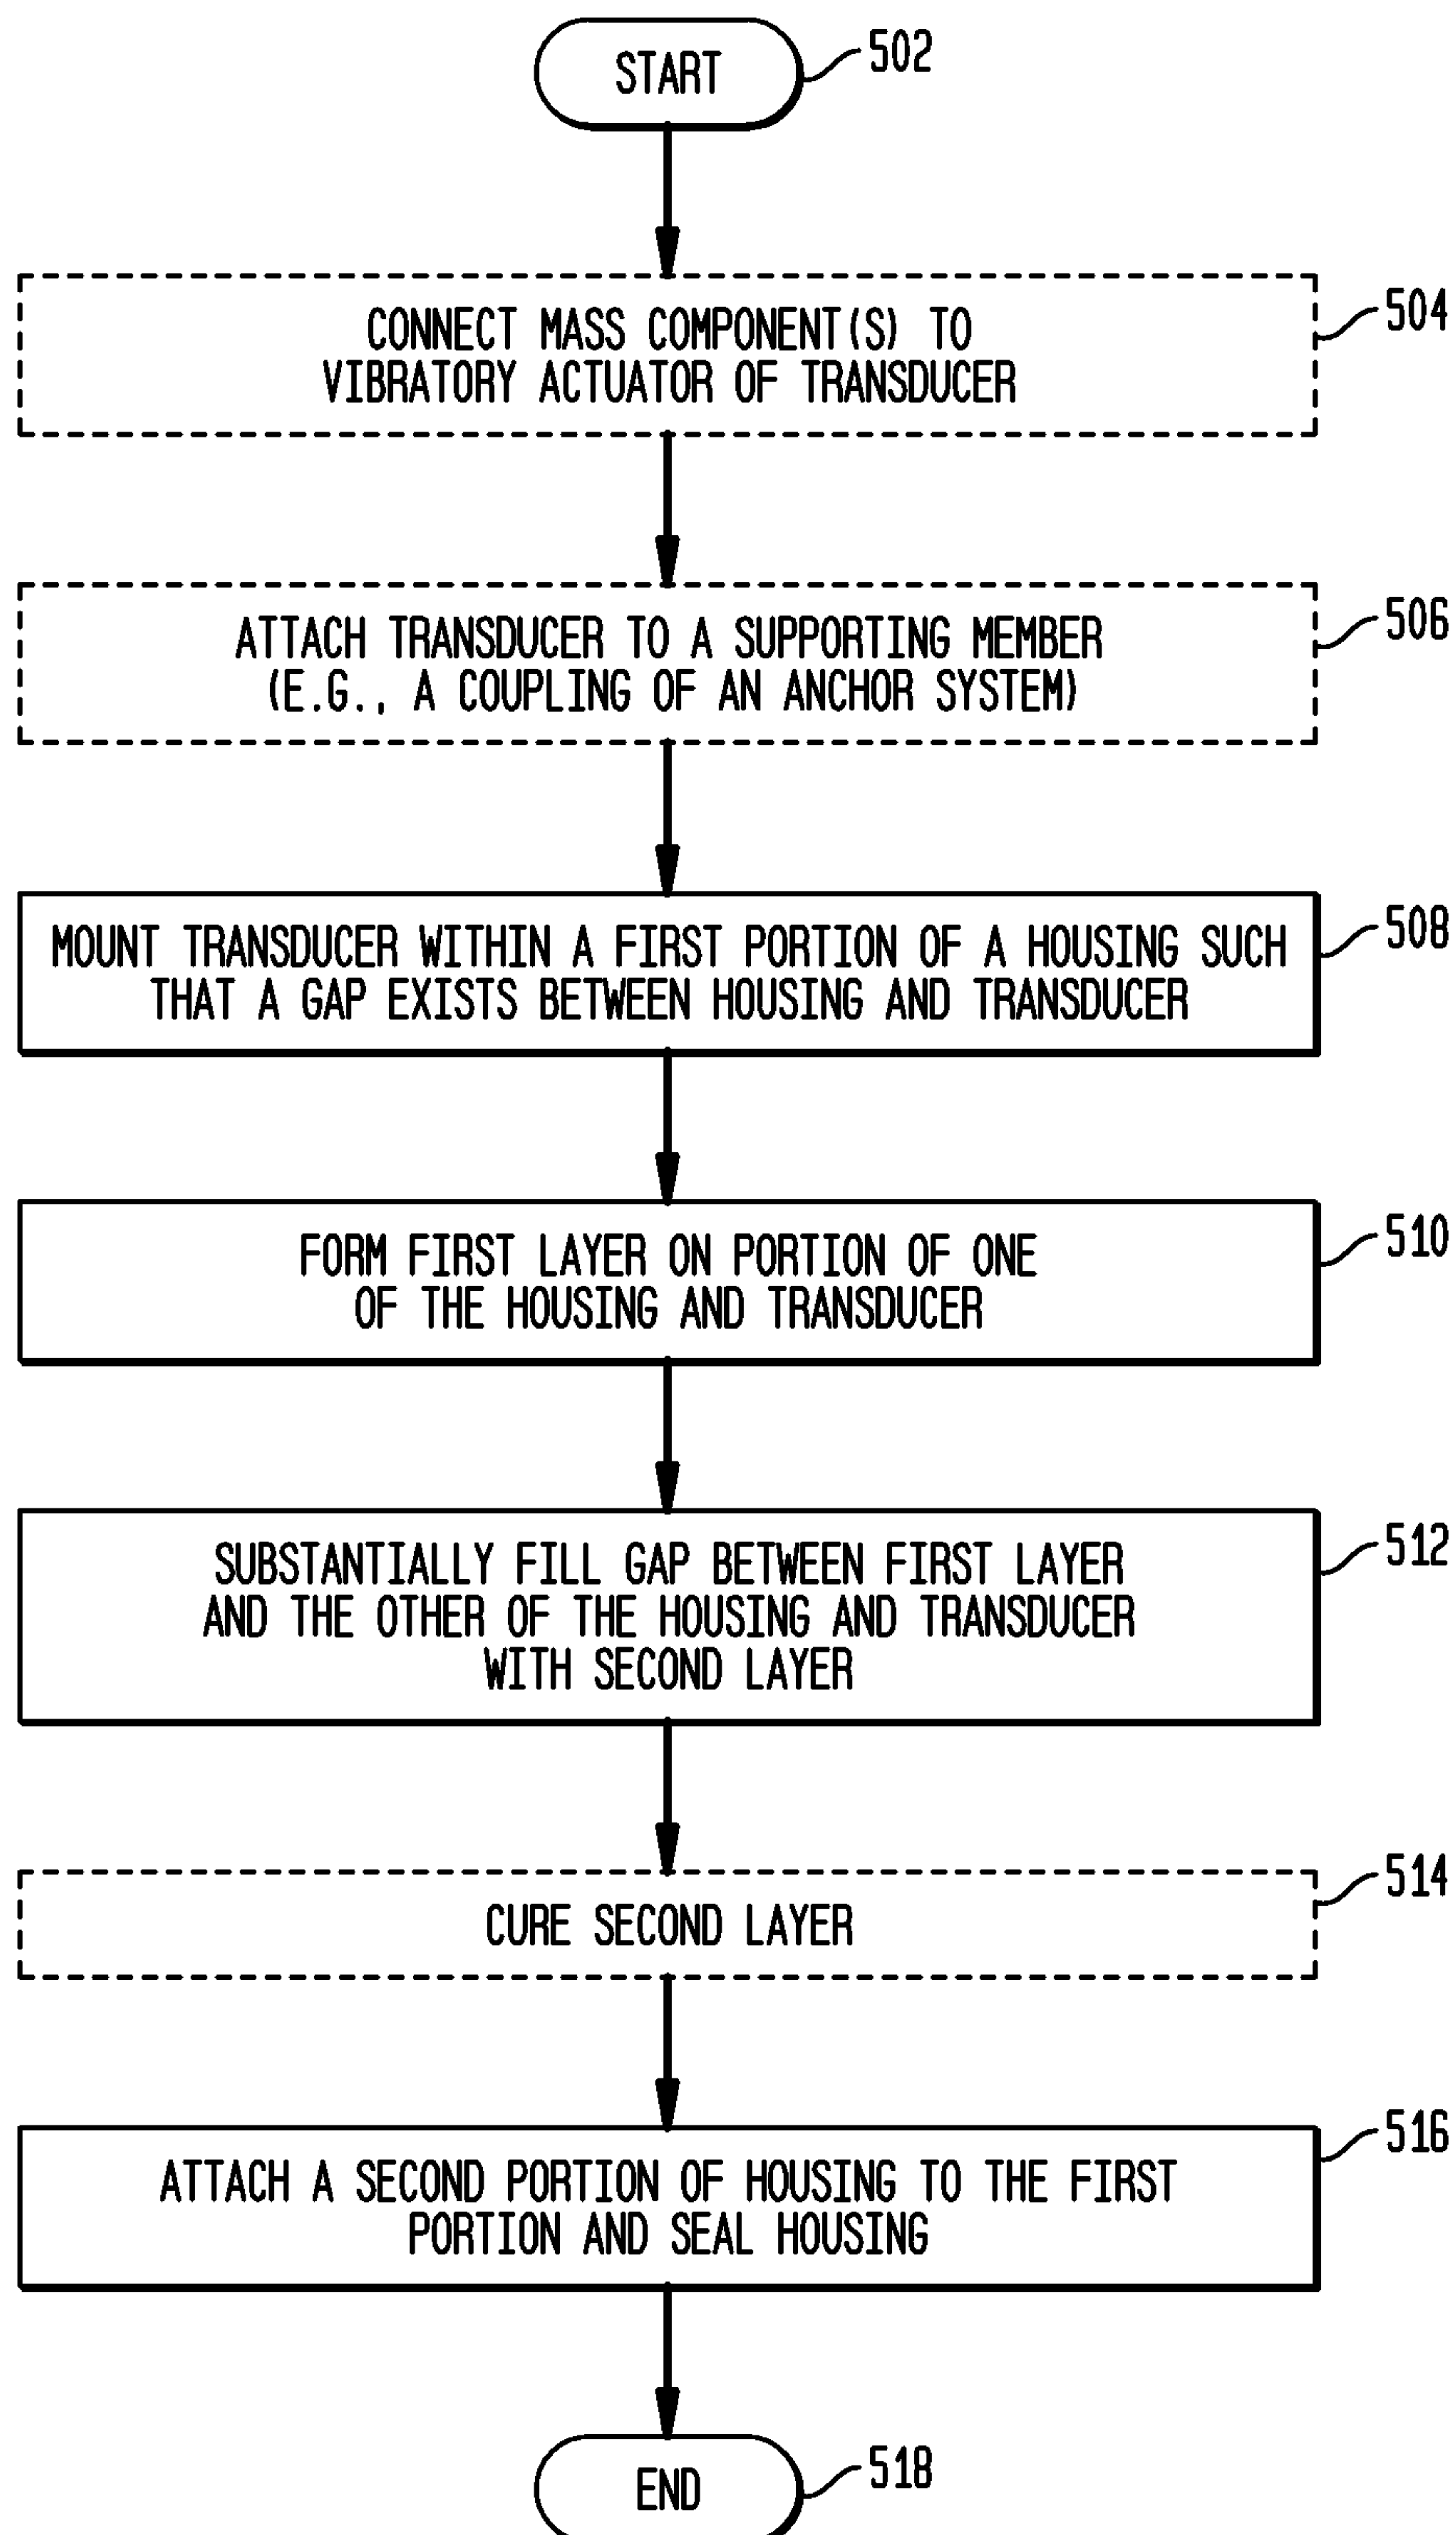 START
502
CONNECT MASS COMPONENT(S) TO
VIBRATORY ACTUATOR OF TRANSDUCER
504
ATTACH TRANSDUCER TO A SUPPORTING MEMBER
(E.G., A COUPLING OF AN ANCHOR SYSTEM)
506
MOUNT TRANSDUCER WITHIN A FIRST PORTION OF A HOUSING SUCH
THAT A GAP EXISTS BETWEEN HOUSING AND TRANSDUCER
508
FORM FIRST LAYER ON PORTION OF ONE
OF THE HOUSING AND TRANSDUCER
510
SUBSTANTIALLY FILL GAP BETWEEN FIRST LAYER
AND THE OTHER OF THE HOUSING AND TRANSDUCER
WITH SECOND LAYER
512
CURE SECOND LAYER
514
ATTACH A SECOND PORTION OF HOUSING TO THE FIRST
PORTION AND SEAL HOUSING
516
END
518